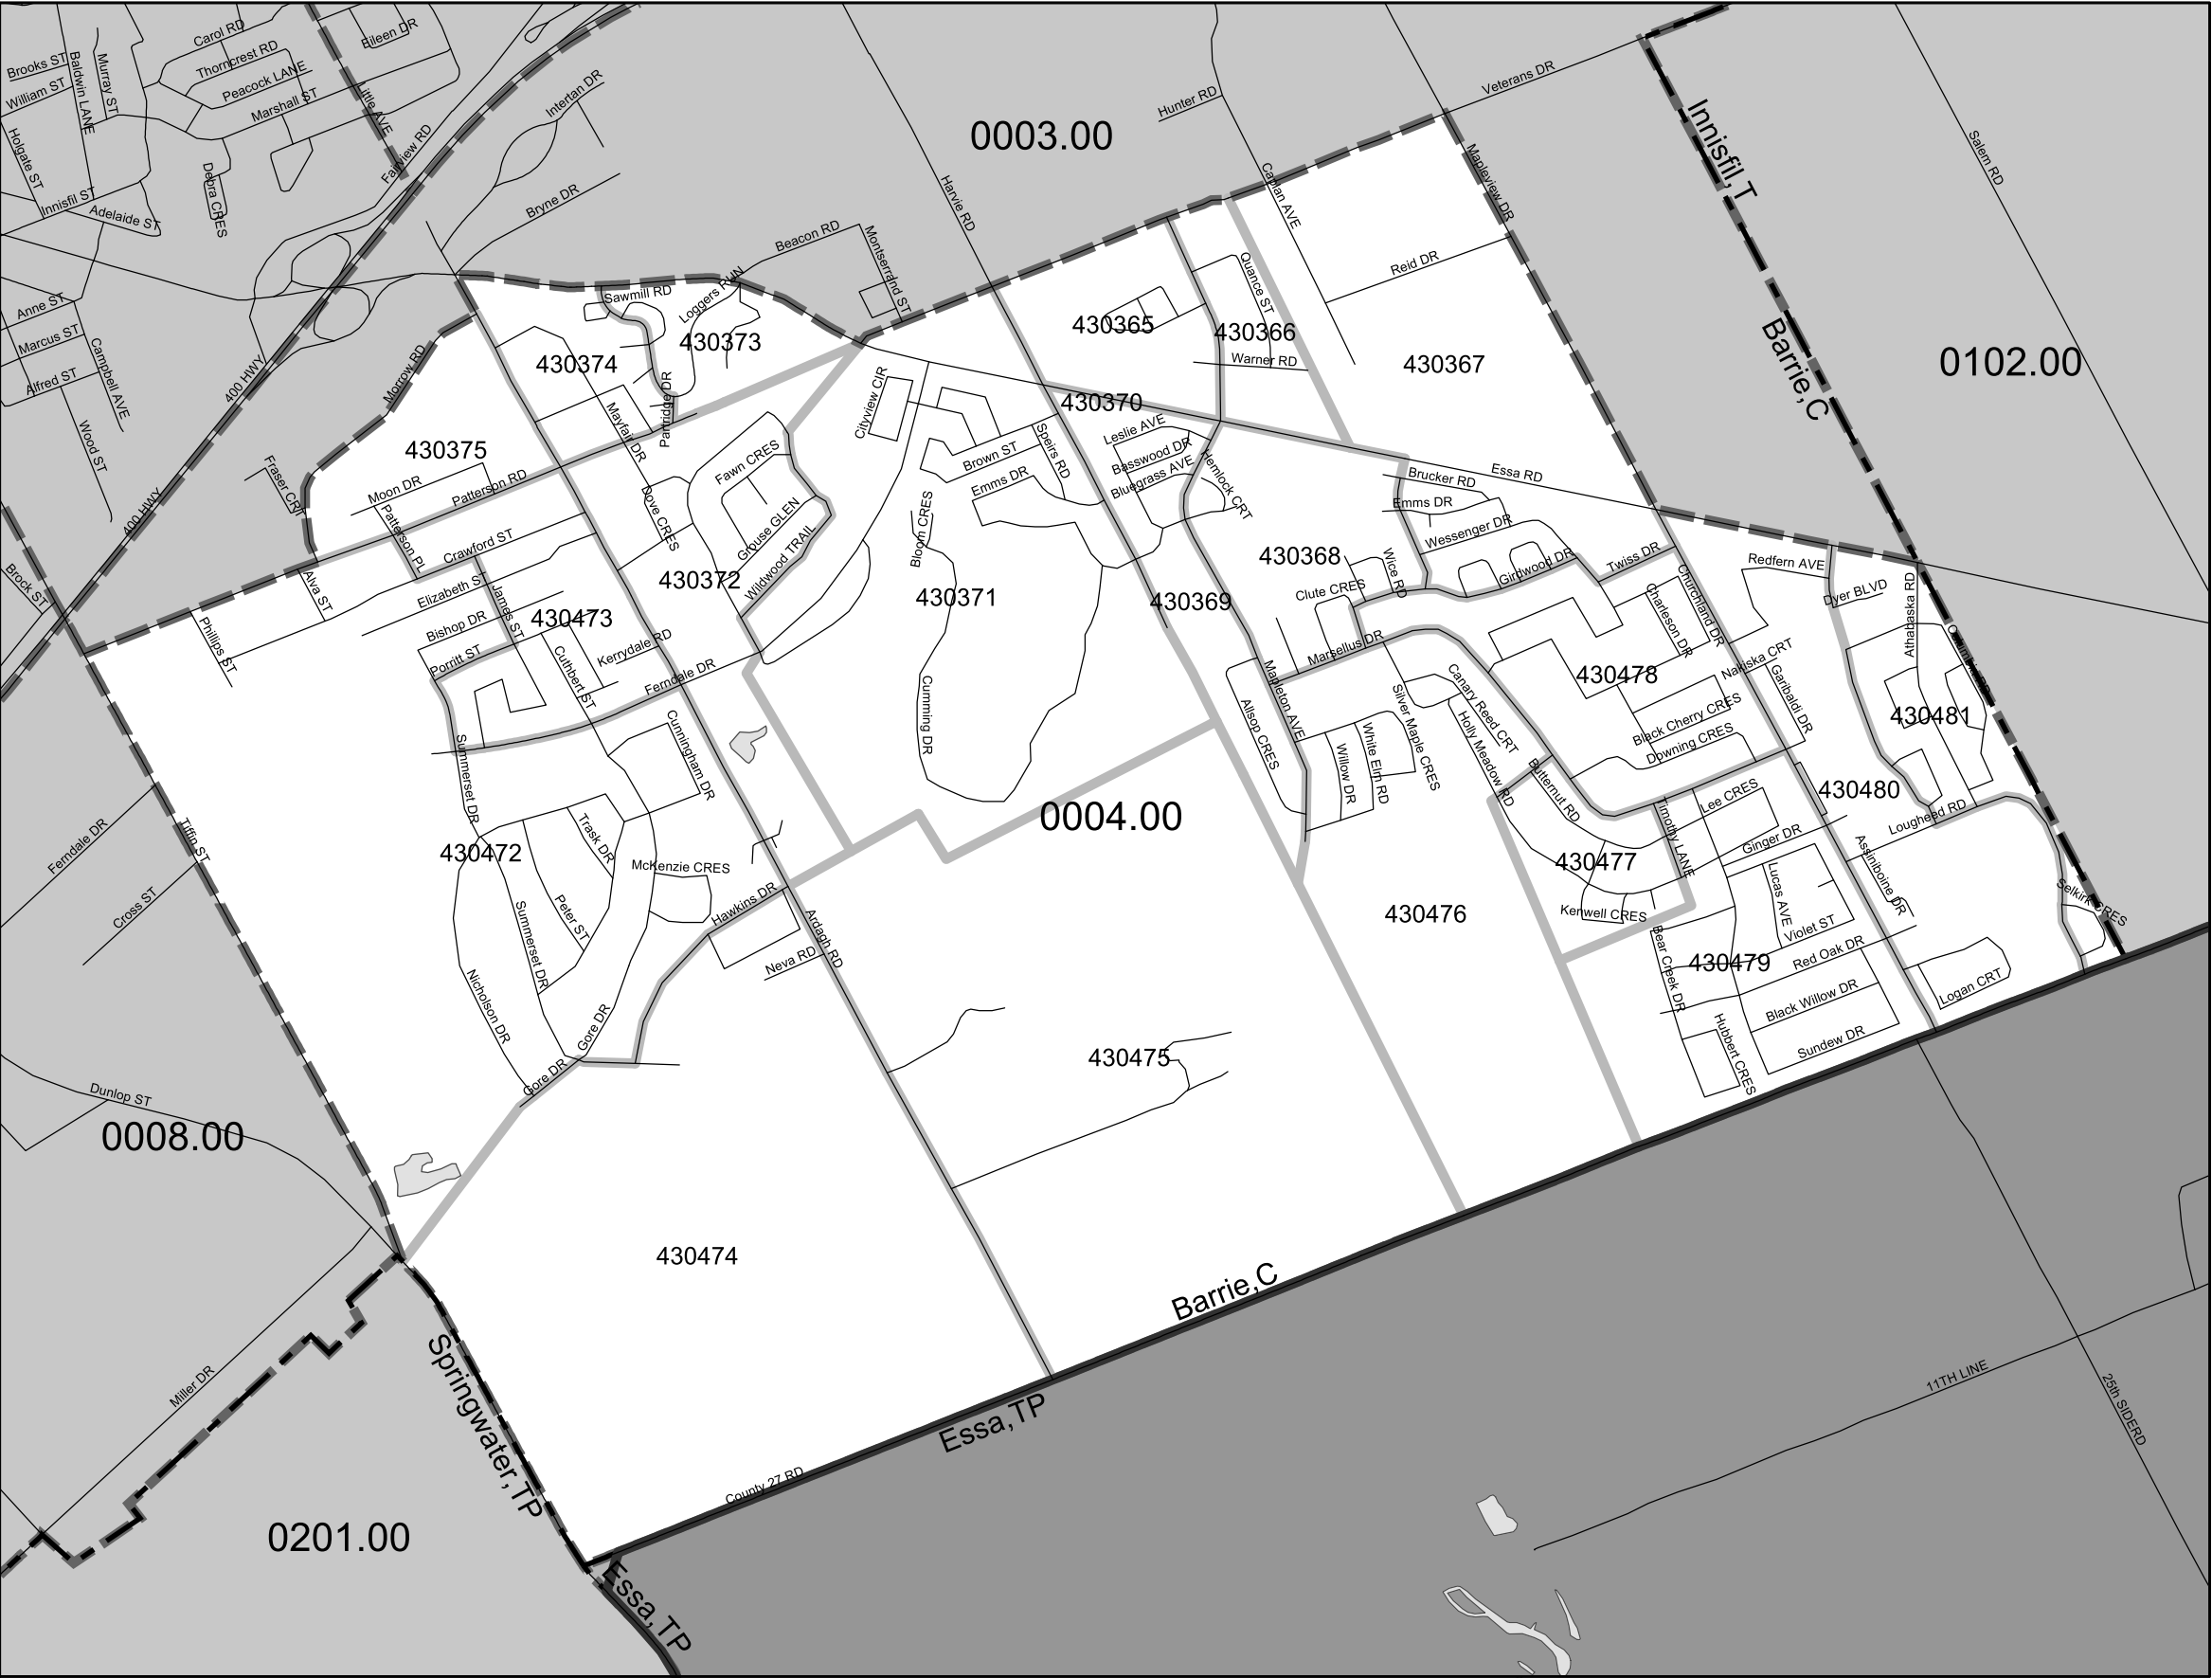 Carol RD
Eileen DR
Brooks ST
Baldwin LANE
Murray ST
Thorncrest RD
Peacock LANE
William ST
Marshall ST
Little AVE
Intertan DR
Veterans DR
Hunter RD
0003.00
Innisfil,T
Salem RD
Holgate ST
Debra CRES
Fairview RD
Mapleview DR
Caplan AVE
Harvie RD
Innisfil ST
Adelaide ST
Bryne DR
Beacon RD
Montserrand ST
Reid DR
Quance ST
Anne ST
Sawmill RD
Loggers RUN
Marcus ST
Campbell AVE
Alfred ST
400 HWY
Morrow RD
430374
430373
430365
430366
Warner RD
430367
Barrie,C
0102.00
Wood ST
430375
Mayfair DR
Partridge DR
Cityview CIR
430370
Leslie AVE
Basswood DR
Bluegrass AVE
Hemlock CRT
Speirs RD
Brown ST
Emms DR
Fawn CRES
Fraser CRT
Moon DR
Patterson RD
400 HWY
Essa RD
Brucker RD
Emms DR
Wessenger DR
Patterson PL
Crawford ST
Dove CRES
Grouse GLEN
Wildwood TRAIL
Bloom CRES
430368
Wice RD
Girdwood DR
Twiss DR
Redfern AVE
Dyer BLVD
Athabaska RD
Brock ST
Alva ST
Elizabeth ST
James ST
430372
430371
430369
Clute CRES
Charleson DR
Churchland DR
Phillips ST
Bishop DR
430473
Porritt ST
Cuthbert ST
Kerrydale RD
Ferndale DR
Marsellus DR
430478
Nakiska CRT
Garibaldi DR
430481
Summerset DR
Cunningham DR
Cumming DR
Mapleton AVE
Allsop CRES
Willow DR
White Elm RD
Silver Maple CRES
Canary Reed CRT
Holly Meadow RD
Butternut RD
Black Cherry CRES
Downing CRES
430480
Lougheed RD
Tiffin ST
Ferndale DR
430472
Trask DR
McKenzie CRES
0004.00
430477
Timothy LANE
Lee CRES
Ginger DR
Lucas AVE
Assiniboine DR
Selkirk CRES
Cross ST
Peter ST
Summerset DR
Hawkins DR
Ardagh RD
Neva RD
430476
Kenwell CRES
Violet ST
Red Oak DR
430479
Bear Creek DR
Black Willow DR
Logan CRT
Nicholson DR
Gore DR
Gore DR
430475
Hubbert CRES
Sundew DR
Dunlop ST
0008.00
430474
Barrie,C
Springwater,TP
Miller DR
Essa,TP
11TH LINE
25th SIDERD
County 27 RD
0201.00
Essa,TP